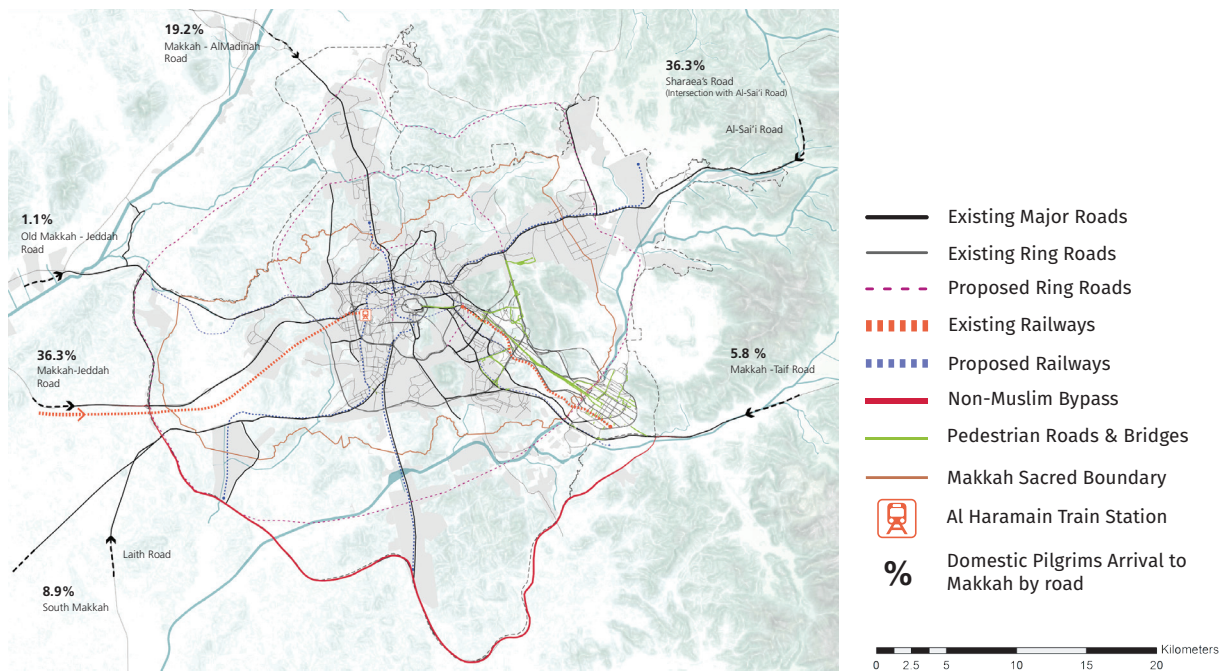 19.2%
Makkah - AlMadinah
Road
36.3%
Sharaea's Road
(Intersection with Al-Sai'i Road)
Al-Sai'i Road
1.1%
Old Makkah - Jeddah
Road
36.3%
Makkah-Jeddah
Road
5.8 %
Makkah -Taif Road
Laith Road
8.9%
South Makkah
Existing Major Roads
Existing Ring Roads
Proposed Ring Roads
Existing Railways
Proposed Railways
Non-Muslim Bypass
Pedestrian Roads & Bridges
Makkah Sacred Boundary
Al Haramain Train Station
% Domestic Pilgrims Arrival to
Makkah by road
Kilometers
0 2.5 5 10 15 20